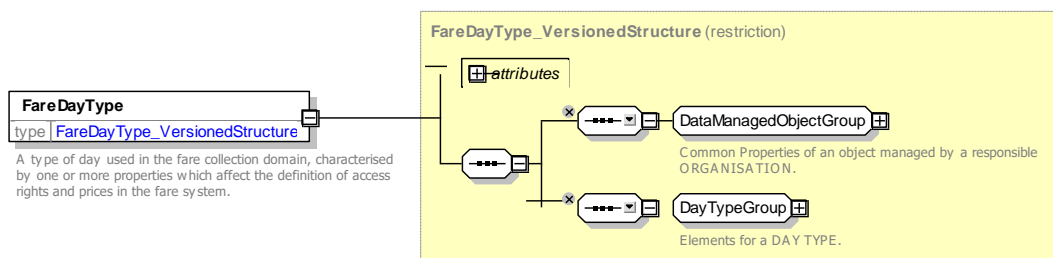 FareDayType_VersionedStructure (restriction)
attributes
FareDayType
type FareDayType_VersionedStructure
A type of day used in the fare collection domain, characterised
by one or more properties which affect the definition of access
rights and prices in the fare system.
DataManagedObjectGroup
Common Properties of an object managed by a responsible
ORGANISATION.
DayTypeGroup
Elements for a DAY TYPE.